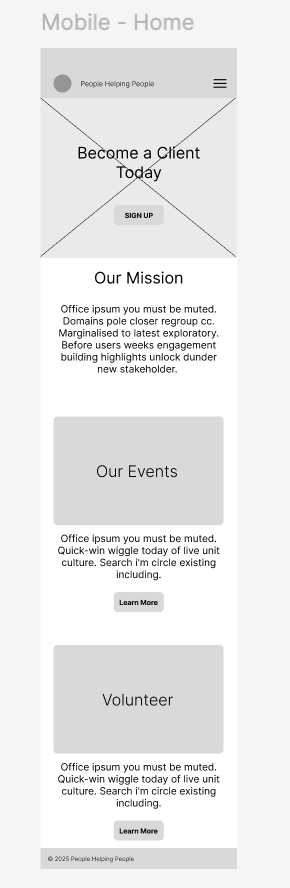 Mobile - Home
People Helping People
Become a Client
Today
SIGN UP
Our Mission
Office ipsum you must be muted.
Domains pole closer regroup cc.
Marginalised to latest exploratory.
Before users weeks engagement
building highlights unlock dunder
new stakeholder.
Our Events
Office ipsum you must be muted.
Quick-win wiggle today of live unit
culture. Search i'm circle existing
including.
Learn More
Volunteer
Office ipsum you must be muted.
Quick-win wiggle today of live unit
culture. Search i'm circle existing
including.
Learn More
© 2025 People Helping People